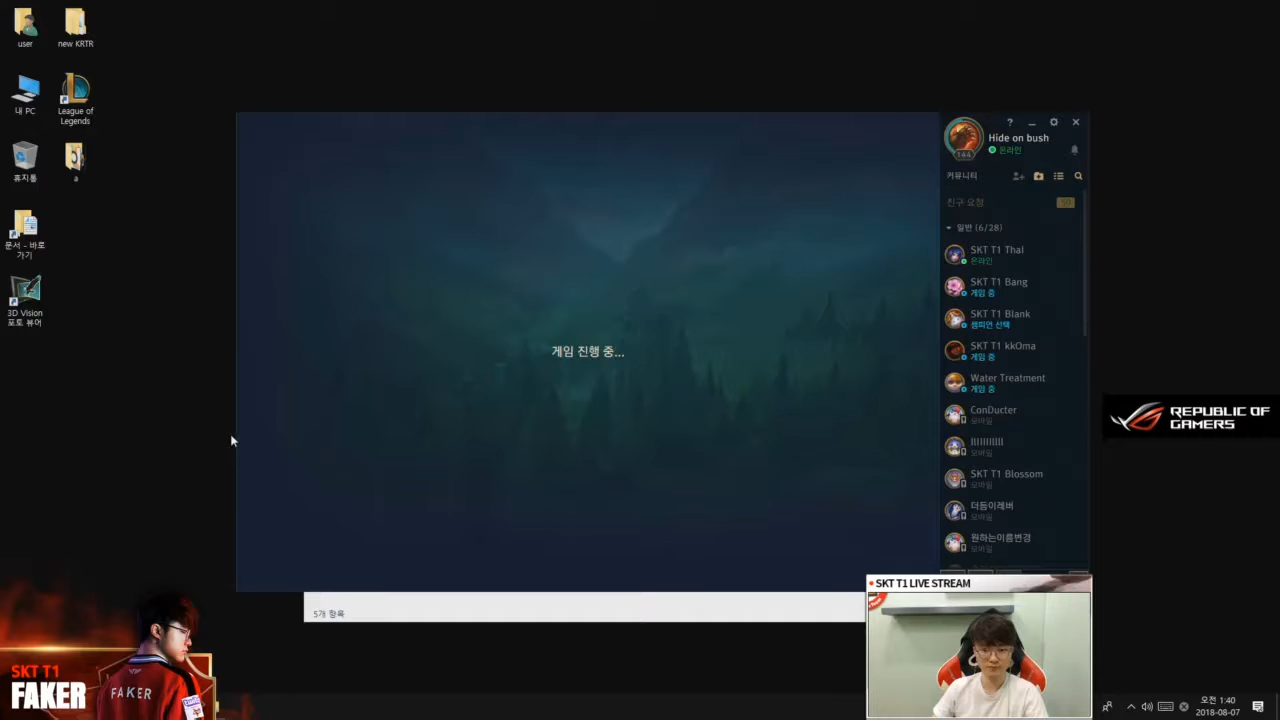 user
new KRTR
내 PC
League of
Legends
휴지통
a
문서 - 바로
가기
3D Vision
포토 뷰어
게임 진행 중...
5개 항목
?
144
Hide on bush
온라인
커뮤니티
친구 요청
일반 (6/28)
SKT T1 Thal
온라인
SKT T1 Bang
게임 중
SKT T1 Blank
챔피언 선택
SKT T1 kkOma
게임 중
Water Treatment
게임 중
ConDucter
모바일
모바일
SKT T1 Blossom
모바일
더듬이레버
모바일
원하는이름변경
모바일
REPUBLIC OF
GAMERS
SKT T1 LIVE STREAM
SKT T1
FAKER
FAKER
오전 1:40
2018-08-07